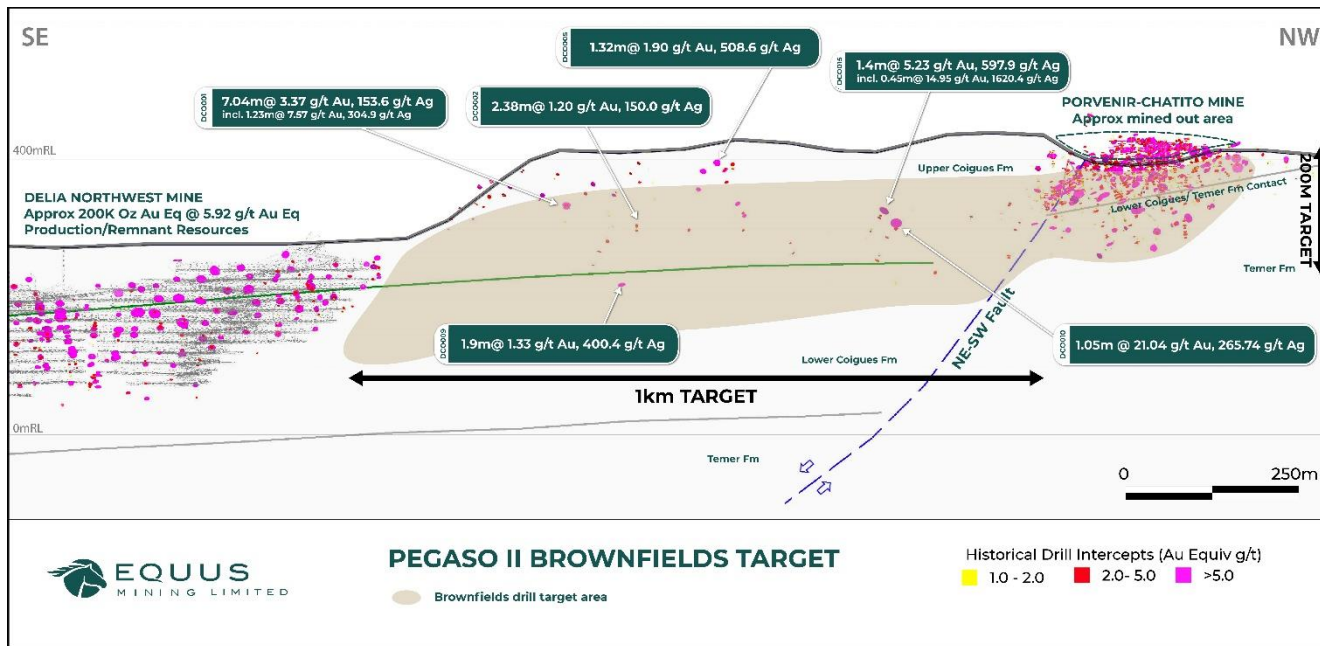 SE
NW
DCO005
1.32m@ 1.90 g/t Au, 508.6 g/t Ag
DCO015
1.4m@ 5.23 g/t Au, 597.9 g/t Ag
incl. 0.45m@ 14.95 g/t Au, 1620.4 g/t Ag
DCO001
7.04m@ 3.37 g/t Au, 153.6 g/t Ag
incl. 1.23m@ 7.57 g/t Au, 304.9 g/t Ag
DCO002
2.38m@ 1.20 g/t Au, 150.0 g/t Ag
PORVENIR-CHATITO MINE
Approx mined out area
400mRL
Upper Coigues Fm
DELIA NORTHWEST MINE
Approx 200K Oz Au Eq @ 5.92 g/t Au Eq
Production/Remnant Resources
Lower Coigues/ Temer Fm Contact
200M TARGET
Temer Fm
NE-SW Fault
DCO009
1.9m@ 1.33 g/t Au, 400.4 g/t Ag
DCO010
1.05m @ 21.04 g/t Au, 265.74 g/t Ag
Lower Coigues Fm
1km TARGET
0mRL
Temer Fm
0 250m
EQUUS
MINING LIMITED
PEGASO II BROWNFIELDS TARGET
Brownfields drill target area
Historical Drill Intercepts (Au Equiv g/t)
1.0 - 2.0 2.0- 5.0 >5.0